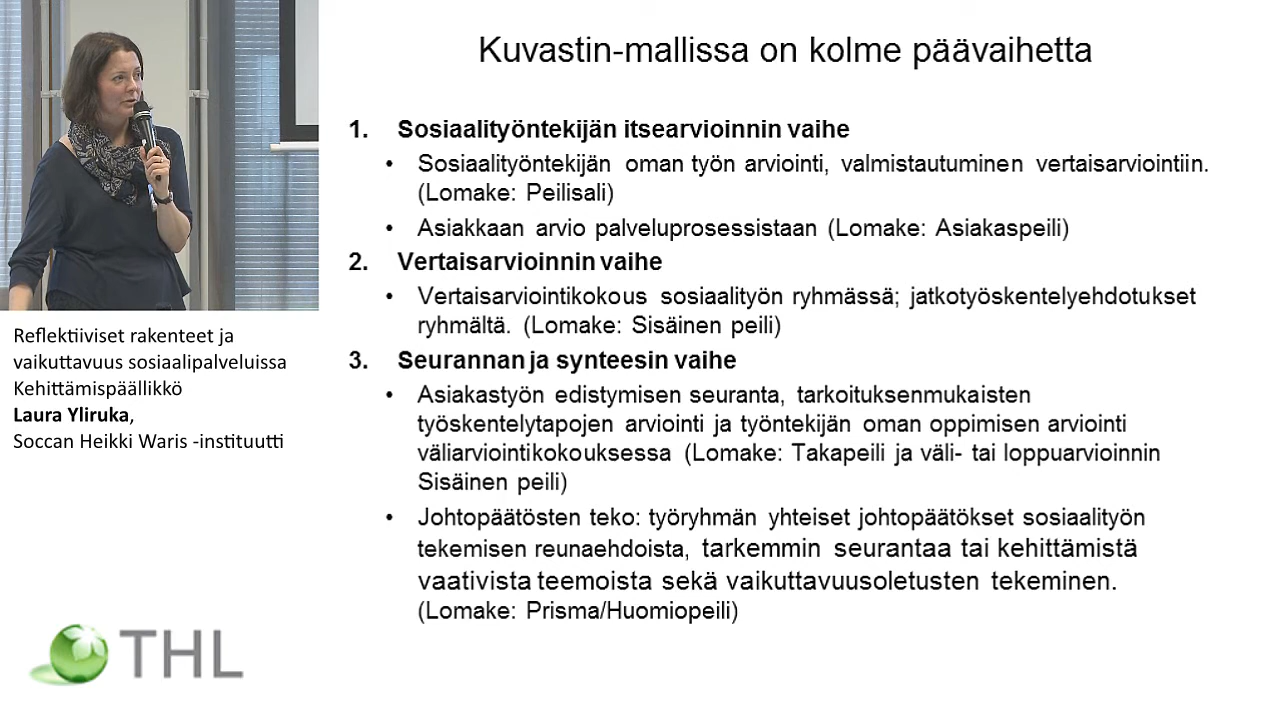 Kuvastin-mallissa on kolme päävaihetta
1. Sosiaalityöntekijän itsearvioinnin vaihe
• Sosiaalityöntekijän oman työn arviointi, valmistautuminen vertaisarviointiin.
(Lomake: Peilisali)
• Asiakkaan arvio palveluprosessistaan (Lomake: Asiakaspeili)
2. Vertaisarvioinnin vaihe
• Vertaisarviointikokous sosiaalityön ryhmässä; jatkotyöskentelyehdotukset
ryhmältä. (Lomake: Sisäinen peili)
3. Seurannan ja synteesin vaihe
• Asiakastyön edistymisen seuranta, tarkoituksenmukaisten
työskentelytapojen arviointi ja työntekijän oman oppimisen arviointi
väliarviointikokouksessa (Lomake: Takapeili ja väli- tai loppuarvioinnin
Sisäinen peili)
• Johtopäätösten teko: työryhmän yhteiset johtopäätökset sosiaalityön
tekemisen reunaehdoista, tarkemmin seurantaa tai kehittämistä
vaativista teemoista sekä vaikuttavuusoletusten tekeminen.
(Lomake: Prisma/Huomiopeili)
Reflektiiviset rakenteet ja
vaikuttavuus sosiaalipalveluissa
Kehittämispäällikkö
Laura Yliruka,
Soccan Heikki Waris -instituutti
THL